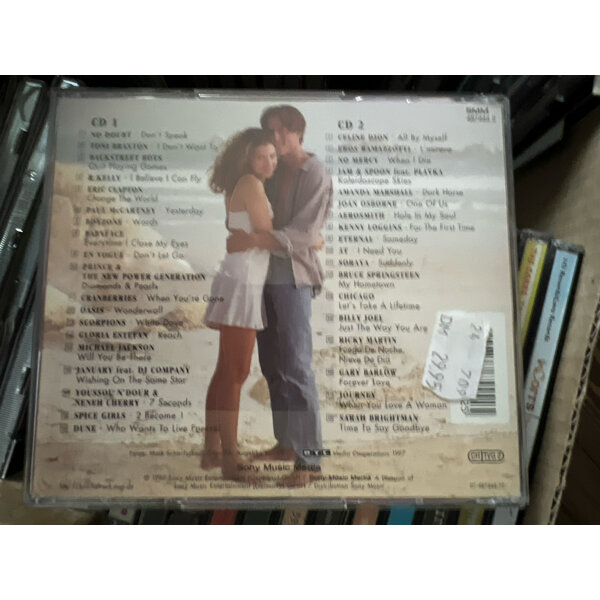 CD 1
NO DOUBT - Don't Speak
TONI BRAXTON - I Don't Want To
BACKSTREET BOYS
Quit Playing Games
R. KELLY - I Believe I Can Fly
ERIC CLAPTON
Change The World
PAUL McCARTNEY - Yesterday
BOYZONE - Words
BABYFACE
Everytime I Close My Eyes
EN VOGUE - Don't Let Go
PRINCE &
THE NEW POWER GENERATION
Diamonds & Pearls
CRANBERRIES - When You're Gone
OASIS - Wonderwall
SCORPIONS - White Dove
GLORIA ESTEFAN - Reach
MICHAEL JACKSON
Will You Be There
JANUARY feat. DJ COMPANY
Wishing On The Same Star
YOUSSOU N'DOUR &
NENEH CHERRY - 7 Seconds
SPICE GIRLS - 2 Become 1
DUNE - Who Wants To Live Forever
CD 2
CELINE DION - All By Myself
EROS RAMAZZOTTI - L'aurora
NO MERCY - When I Die
JAM & SPOON feat. PLAVKA
Kaleidoscope Skies
AMANDA MARSHALL - Dark Horse
JOAN OSBORNE - One Of Us
AEROSMITH - Hole In My Soul
KENNY LOGGINS - For The First Time
ETERNAL - Someday
3T - I Need You
SORAYA - Suddenly
BRUCE SPRINGSTEEN
My Hometown
CHICAGO
Let's Take A Lifetime
BILLY JOEL
Just The Way You Are
RICKY MARTIN
Fuego De Noche,
Nieve De Dia
GARY BARLOW
Forever Love
JOURNEY
When You Love A Woman
SARAH BRIGHTMAN
Time To Say Goodbye
SMM
DM 29,95
Sony Music Media